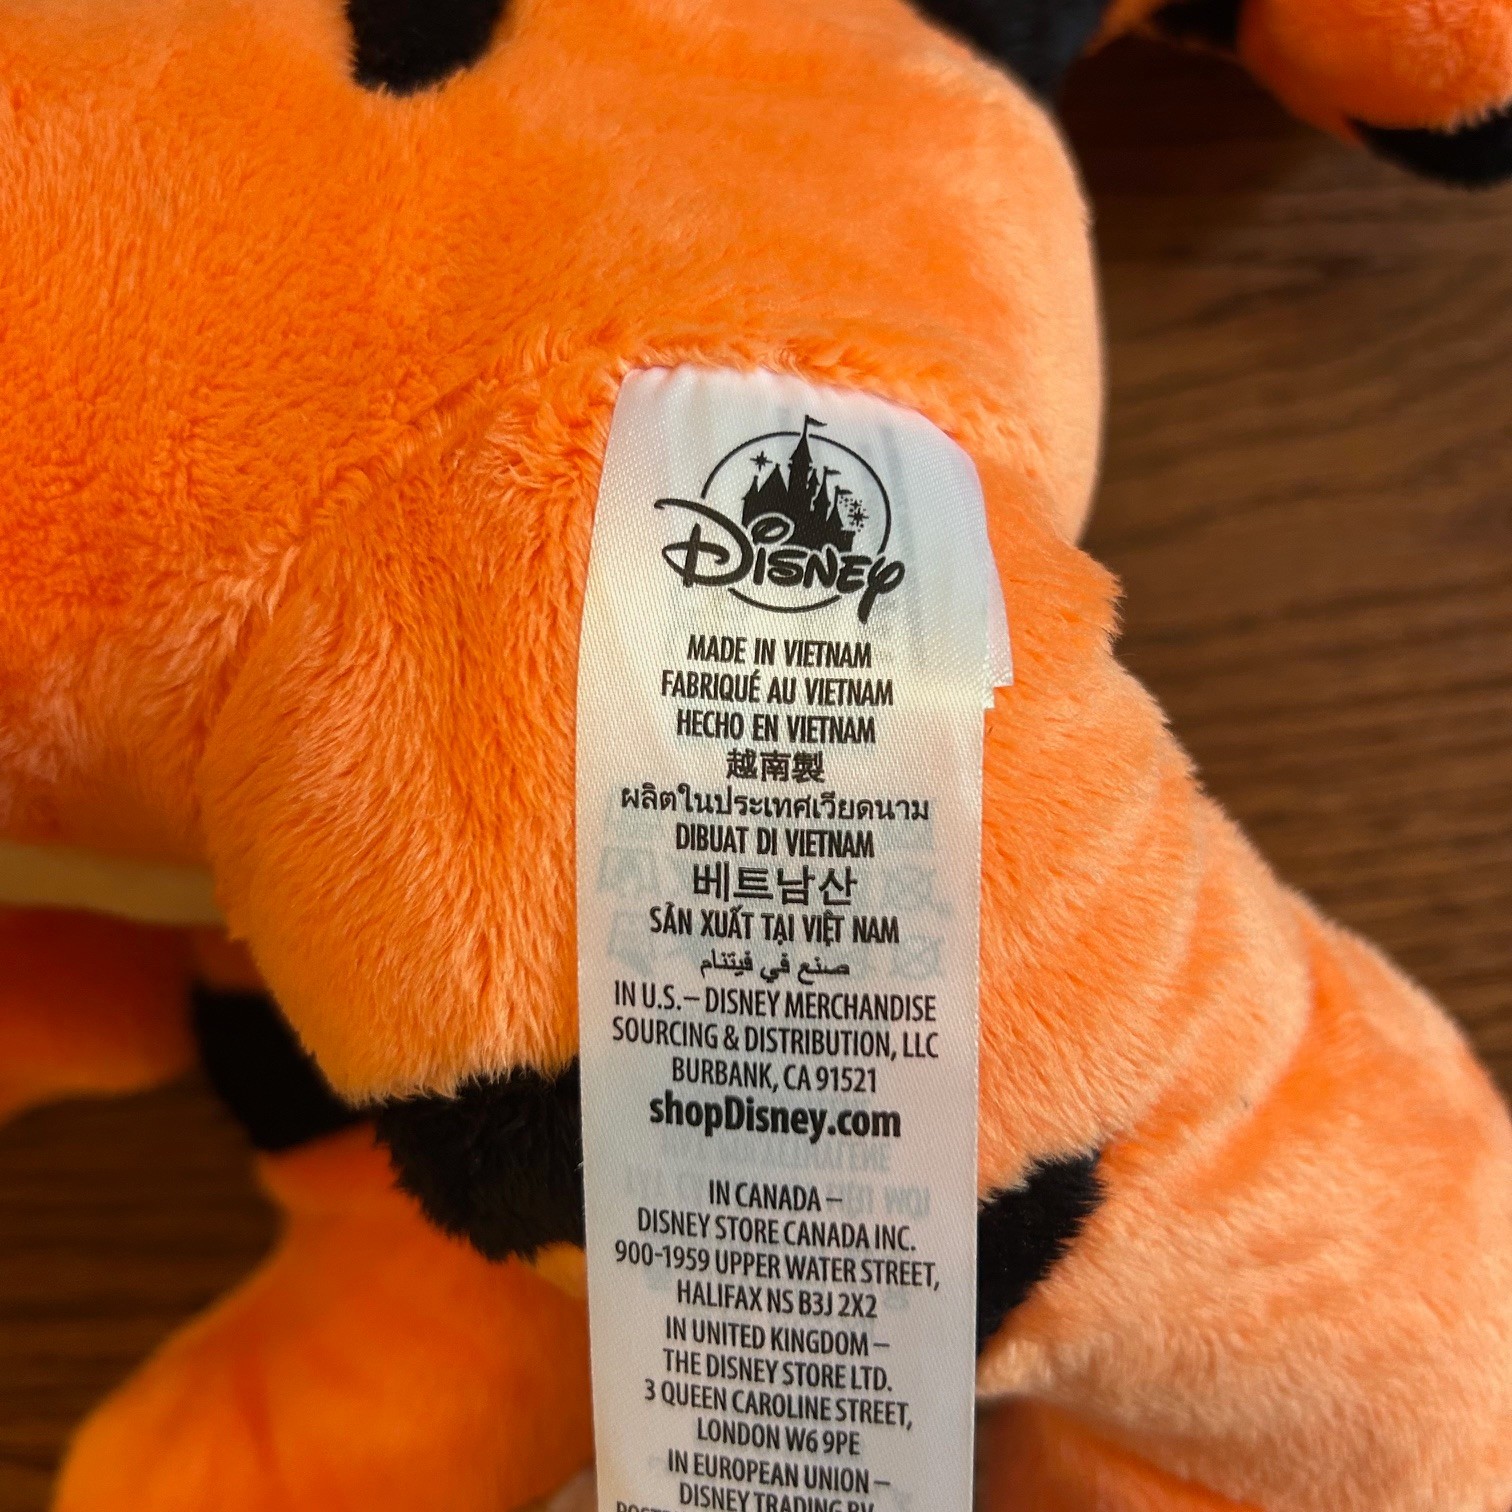 Disney
MADE IN VIETNAM
FABRIQUÉ AU VIETNAM
HECHO EN VIETNAM
越南製
ผลิตในประเทศเวียดนาม
DIBUAT DI VIETNAM
베트남산
SẢN XUẤT TẠI VIỆT NAM
صنع في فيتنام
IN U.S.– DISNEY MERCHANDISE
SOURCING & DISTRIBUTION, LLC
BURBANK, CA 91521
shopDisney.com
IN CANADA –
DISNEY STORE CANADA INC.
900-1959 UPPER WATER STREET,
HALIFAX NS B3J 2X2
IN UNITED KINGDOM –
THE DISNEY STORE LTD.
3 QUEEN CAROLINE STREET,
LONDON W6 9PE
IN EUROPEAN UNION –
DISNEY TRADING BV